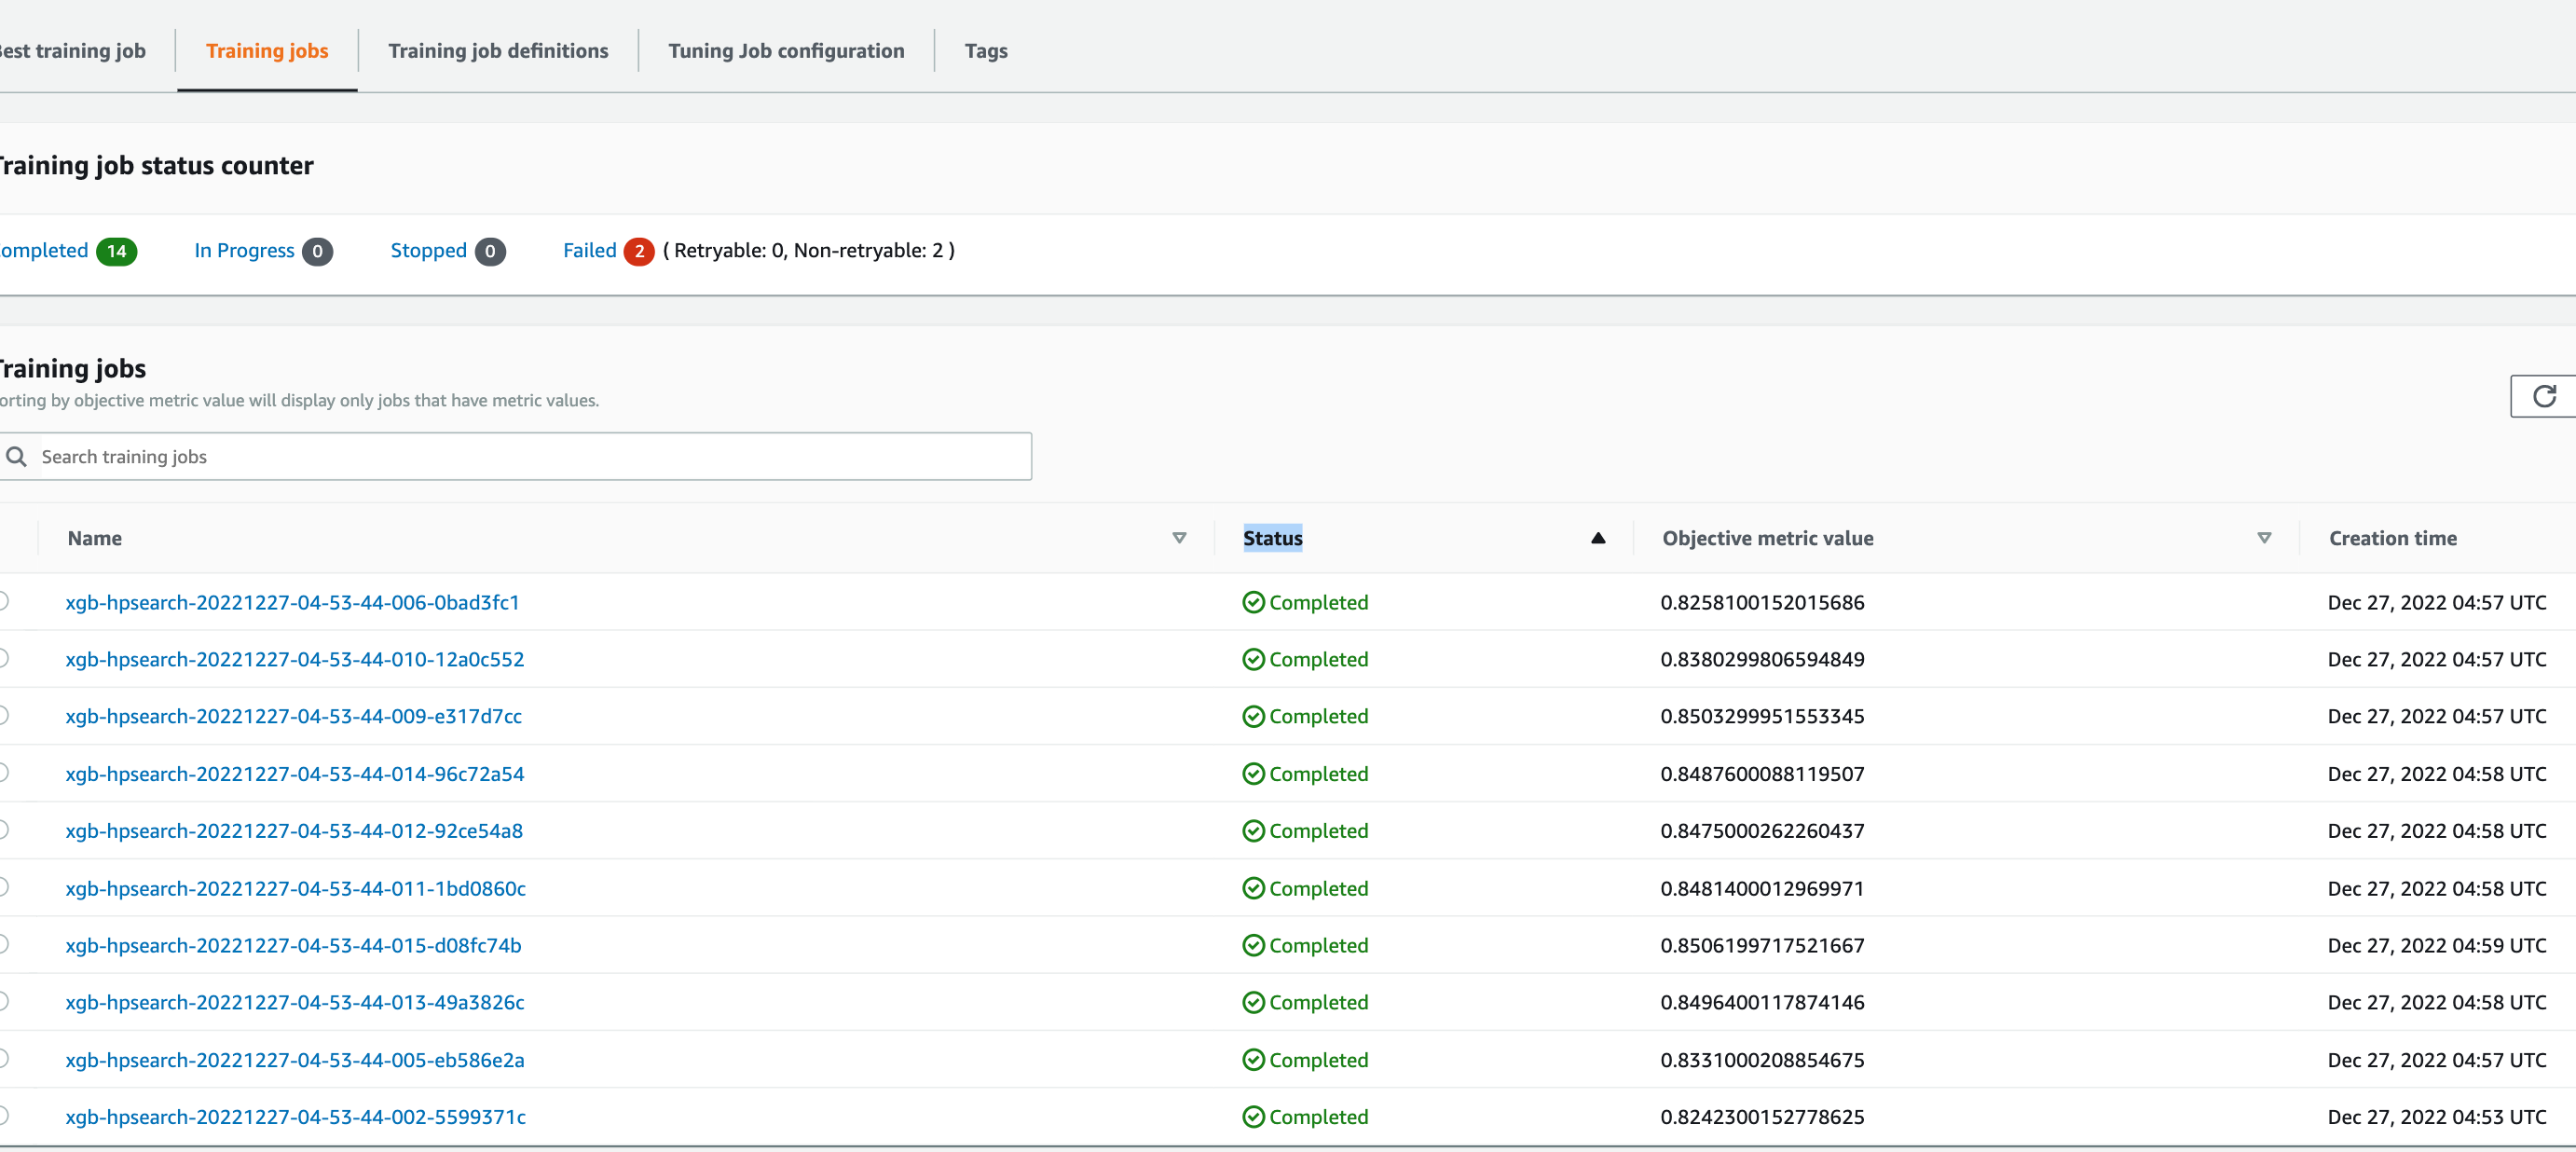 est training job Training jobs Training job definitions Tuning Job configuration Tags
Training job status counter
ompleted 14 In Progress 0 Stopped 0 Failed 2 ( Retryable: 0, Non-retryable: 2 )
Training jobs
orting by objective metric value will display only jobs that have metric values.
Search training jobs
Name Status Objective metric value Creation time
xgb-hpsearch-20221227-04-53-44-006-0bad3fc1 Completed 0.8258100152015686 Dec 27, 2022 04:57 UTC
xgb-hpsearch-20221227-04-53-44-010-12a0c552 Completed 0.8380299806594849 Dec 27, 2022 04:57 UTC
xgb-hpsearch-20221227-04-53-44-009-e317d7cc Completed 0.8503299951553345 Dec 27, 2022 04:57 UTC
xgb-hpsearch-20221227-04-53-44-014-96c72a54 Completed 0.8487600088119507 Dec 27, 2022 04:58 UTC
xgb-hpsearch-20221227-04-53-44-012-92ce54a8 Completed 0.8475000262260437 Dec 27, 2022 04:58 UTC
xgb-hpsearch-20221227-04-53-44-011-1bd0860c Completed 0.8481400012969971 Dec 27, 2022 04:58 UTC
xgb-hpsearch-20221227-04-53-44-015-d08fc74b Completed 0.8506199717521667 Dec 27, 2022 04:59 UTC
xgb-hpsearch-20221227-04-53-44-013-49a3826c Completed 0.8496400117874146 Dec 27, 2022 04:58 UTC
xgb-hpsearch-20221227-04-53-44-005-eb586e2a Completed 0.8331000208854675 Dec 27, 2022 04:57 UTC
xgb-hpsearch-20221227-04-53-44-002-5599371c Completed 0.8242300152778625 Dec 27, 2022 04:53 UTC